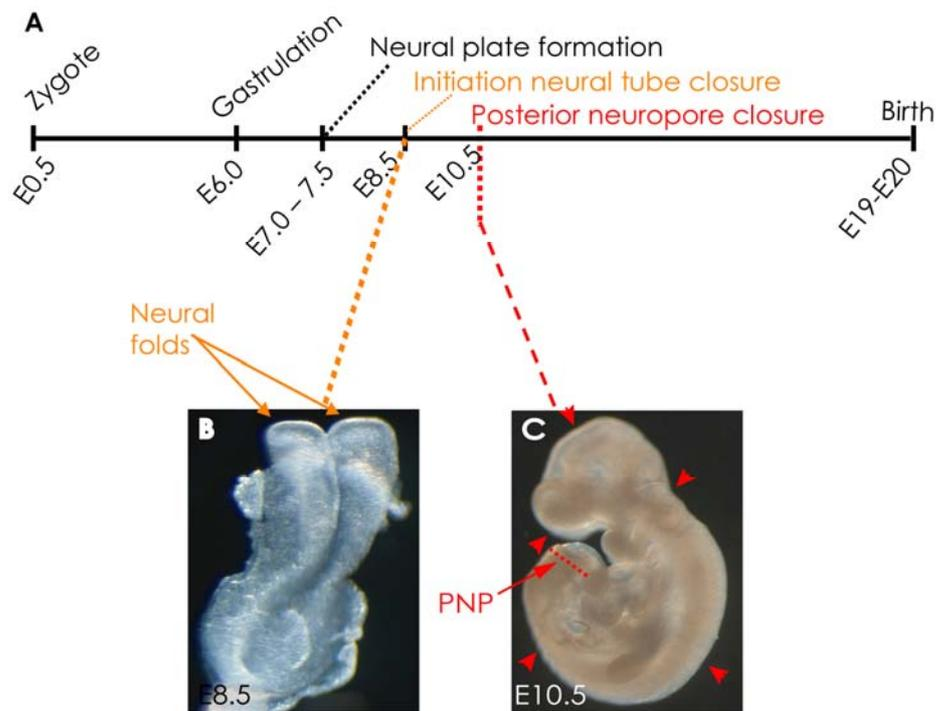 A
Zygote
Gastrulation
Neural plate formation
Initiation neural tube closure
Posterior neuropore closure
Birth
E0.5
E6.0
E7.0 – 7.5
E8.5
E10.5
E19-E20
Neural
folds
B
C
PNP
E8.5
E10.5